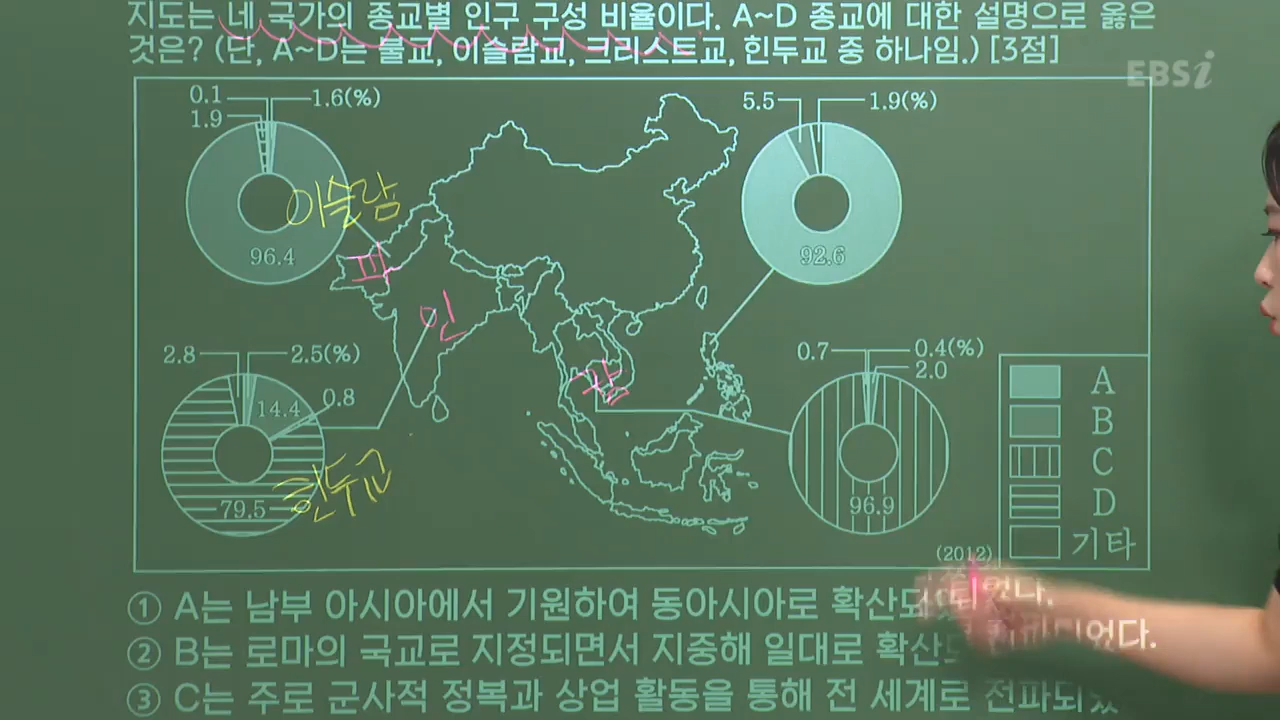 지도는 네 국가의 종교별 인구 구성 비율이다. A~D 종교에 대한 설명으로 옳은
것은? (단, A~D는 불교, 이슬람교, 크리스트교, 힌두교 중 하나임.) [3점]
EBSi
0.1 1.6(%)
1.9
96.4
이슬람
5.5 1.9(%)
92.6
파
인
캄
2.8 2.5(%)
14.4 0.8
79.5
힌두교
0.7 0.4(%)
2.0
96.9
A
B
C
D
기타
(2012)
① A는 남부 아시아에서 기원하여 동아시아로 확산되었다.
② B는 로마의 국교로 지정되면서 지중해 일대로 확산 되었다.
③ C는 주로 군사적 정복과 상업 활동을 통해 전 세계로 전파되었